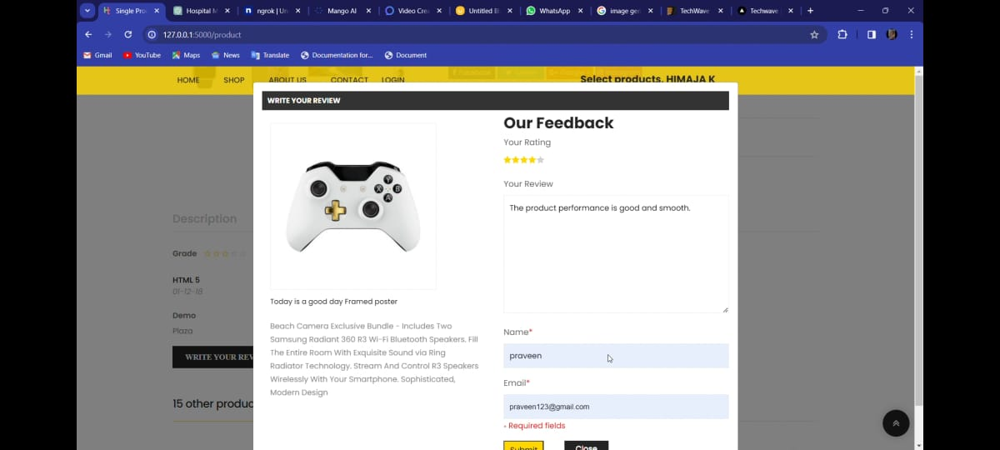 Single Pro
Hospital M
ngrok | Un
Mango AI
Video Crea
Untitled
WhatsApp
image gen
TechWave
Techwave
127.0.0.1:5000/product
Gmail
YouTube
Maps
News
Translate
Documentation for...
Document
HOME
SHOP
ABOUT US
CONTACT
LOGIN
Select products, HIMAJA K
WRITE YOUR REVIEW
Our Feedback
Your Rating
Your Review
The product performance is good and smooth.
Y
X
B
A
Today is a good day Framed poster
Beach Camera Exclusive Bundle - Includes Two
Samsung Radiant 360 R3 Wi-Fi Bluetooth Speakers. Fill
The Entire Room With Exquisite Sound via Ring
Radiator Technology. Stream And Control R3 Speakers
Wirelessly With Your Smartphone. Sophisticated,
Modern Design
Name*
praveen
Email*
praveen123@gmail.com
* Required fields
Submit
Close
Description
Grade
HTML 5
01-12-18
Demo
Plaza
WRITE YOUR REV
15 other produc